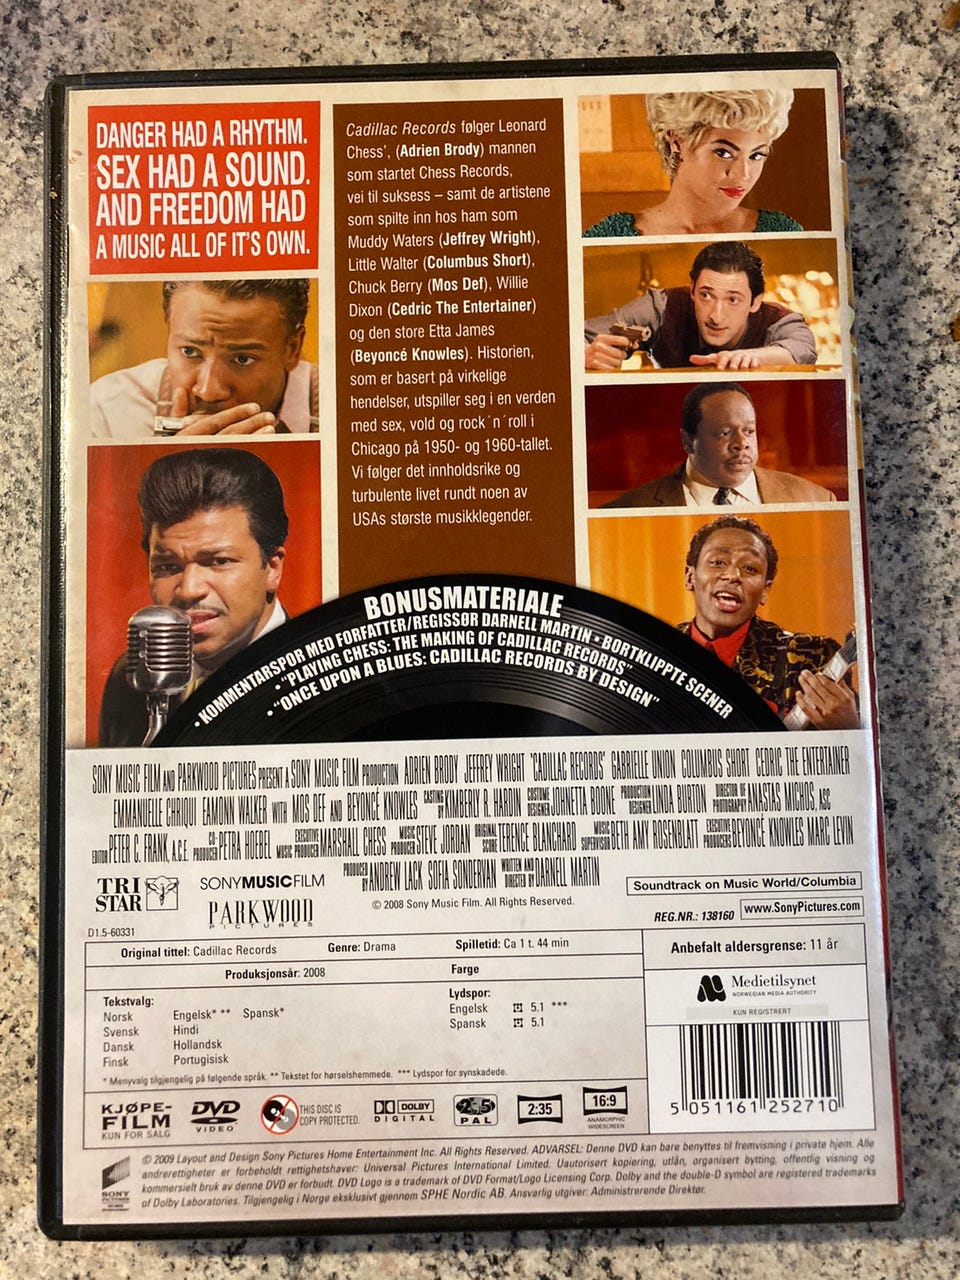 DANGER HAD A RHYTHM.
SEX HAD A SOUND.
AND FREEDOM HAD
A MUSIC ALL OF IT'S OWN.
Cadillac Records følger Leonard
Chess', (Adrien Brody) mannen
som startet Chess Records,
vei til suksess – samt de artistene
som spilte inn hos ham som
Muddy Waters (Jeffrey Wright),
Little Walter (Columbus Short),
Chuck Berry (Mos Def), Willie
Dixon (Cedric The Entertainer)
og den store Etta James
(Beyoncé Knowles). Historien,
som er basert på virkelige
hendelser, utspiller seg i en verden
med sex, vold og rock´n´roll i
Chicago på 1950- og 1960-tallet.
Vi følger det innholdsrike og
turbulente livet rundt noen av
USAs største musikklegender.
BONUSMATERIALE
• KOMMENTARSPOR MED FORFATTER/REGISSØR DARNELL MARTIN • BORTKLIPPTE SCENER
• "PLAYING CHESS: THE MAKING OF CADILLAC RECORDS"
• "ONCE UPON A BLUES: CADILLAC RECORDS BY DESIGN"
SONY MUSIC FILM AND PARKWOOD PICTURES PRESENT A SONY MUSIC FILM PRODUCTION ADRIEN BRODY JEFFREY WRIGHT "CADILLAC RECORDS" GABRIELLE UNION COLUMBUS SHORT CEDRIC THE ENTERTAINER
EMMANUELLE CHRIQUI EAMONN WALKER WITH MOS DEF AND BEYONCÉ KNOWLES CASTING BY KIMBERLY R. HARDIN COSTUME DESIGNER JOHNETTA BOONE PRODUCTION DESIGNER LINDA BURTON DIRECTOR OF PHOTOGRAPHY ANASTAS MICHOS, ASC
EDITOR PETER C. FRANK, A.C.E. CO-PRODUCER PETRA HOEBEL EXECUTIVE MUSIC PRODUCER MARSHALL CHESS MUSIC PRODUCER STEVE JORDAN ORIGINAL SCORE TERENCE BLANCHARD MUSIC SUPERVISOR BETH AMY ROSENBLATT EXECUTIVE PRODUCERS BEYONCÉ KNOWLES MARC LEVIN
PRODUCED BY ANDREW LACK SOFIA SONDERVAN WRITTEN AND DIRECTED BY DARNELL MARTIN
TRI STAR
SONY MUSIC FILM
PARKWOOD
PICTURES
© 2008 Sony Music Film. All Rights Reserved.
Soundtrack on Music World/Columbia
REG.NR.: 138160 www.SonyPictures.com
D1.5-60331
Original tittel: Cadillac Records Genre: Drama Spilletid: Ca 1 t. 44 min
Produksjonsår: 2008 Farge
Anbefalt aldersgrense: 11 år
Medietilsynet
NORWEGIAN MEDIA AUTHORITY
KUN REGISTRERT
Tekstvalg:
Norsk Engelsk* ** Spansk*
Svensk Hindi
Dansk Hollandsk
Finsk Portugisisk
Lydspor:
Engelsk 5.1 ***
Spansk 5.1
* Menyvalg tilgjengelig på følgende språk. ** Tekstet for hørselshemmede. *** Lydspor for synskadede.
5 051161 252710
KJØPE-
FILM
KUN FOR SALG
DVD
VIDEO
THIS DISC IS
COPY PROTECTED.
DOLBY
DIGITAL
2 5
PAL
2:35
16:9
ANAMORPHIC
WIDESCREEN
SONY
PICTURES
© 2009 Layout and Design Sony Pictures Home Entertainment Inc. All Rights Reserved. ADVARSEL: Denne DVD kan bare benyttes til fremvisning i private hjem. Alle
andrerettigheter er forbeholdt rettighetshaver: Universal Pictures International Limited. Uautorisert kopiering, utlån, organisert bytting, offentlig visning og
kommersielt bruk av denne DVD er forbudt. DVD Logo is a trademark of DVD Format/Logo Licensing Corp. Dolby and the double-D symbol are registered trademarks
of Dolby Laboratories. Tilgjengelig i Norge eksklusivt gjennom SPHE Nordic AB. Ansvarlig utgiver: Administrerende Direktør.